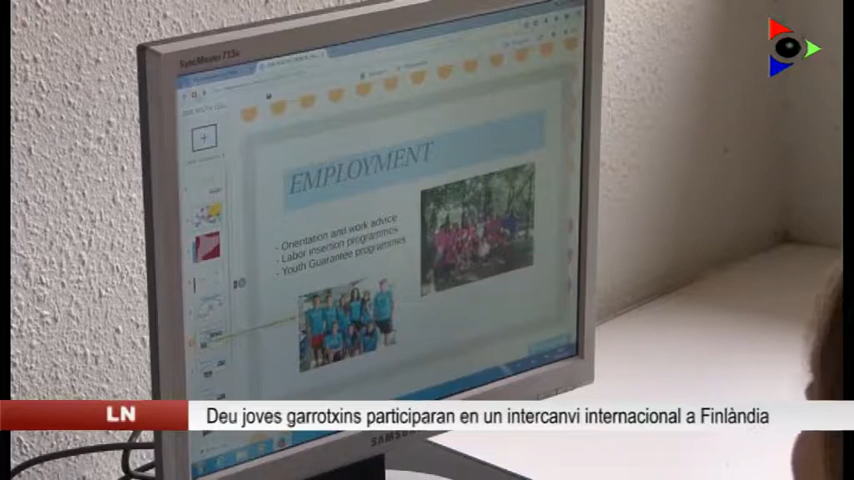 SyncMaster 713v
EMPLOYMENT
- Orientation and work advice
- Labor insertion programmes
- Youth Guarantee programmes
LN
Deu joves garrotxins participaran en un intercanvi internacional a Finlàndia
SAMSUNG